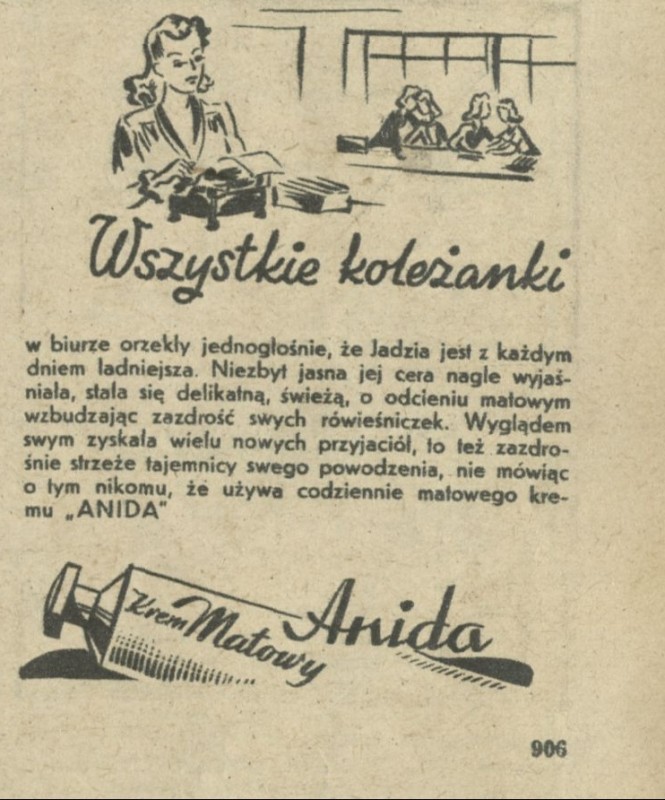 Wszystkie koleżanki
w biurze orzekły jednogłośnie, że Jadzia jest z każdym
dniem ładniejsza. Niezbyt jasna jej cera nagle wyjaś-
niała, stała się delikatną, świeżą, o odcieniu matowym
wzbudzając zazdrość swych rówieśniczek. Wyglądem
swym zyskała wielu nowych przyjaciół, to też zazdro-
śnie strzeże tajemnicy swego powodzenia, nie mówiąc
o tym nikomu, że używa codziennie matowego kre-
mu „ANIDA"
Krem Matowy Anida
906